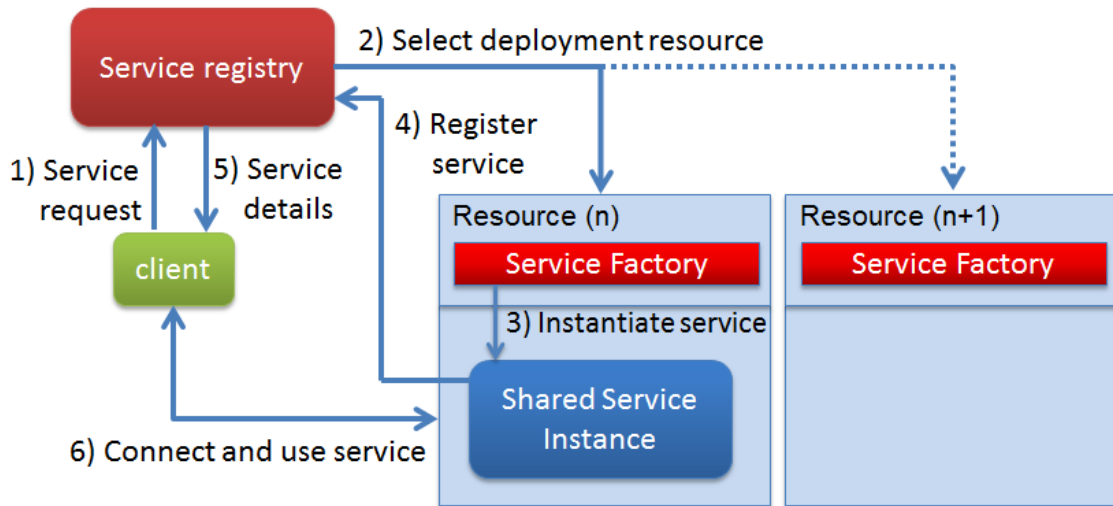 Service registry
2) Select deployment resource
4) Register
service
1) Service
request
5) Service
details
client
Resource (n)
Service Factory
Resource (n+1)
Service Factory
3) Instantiate service
Shared Service
Instance
6) Connect and use service